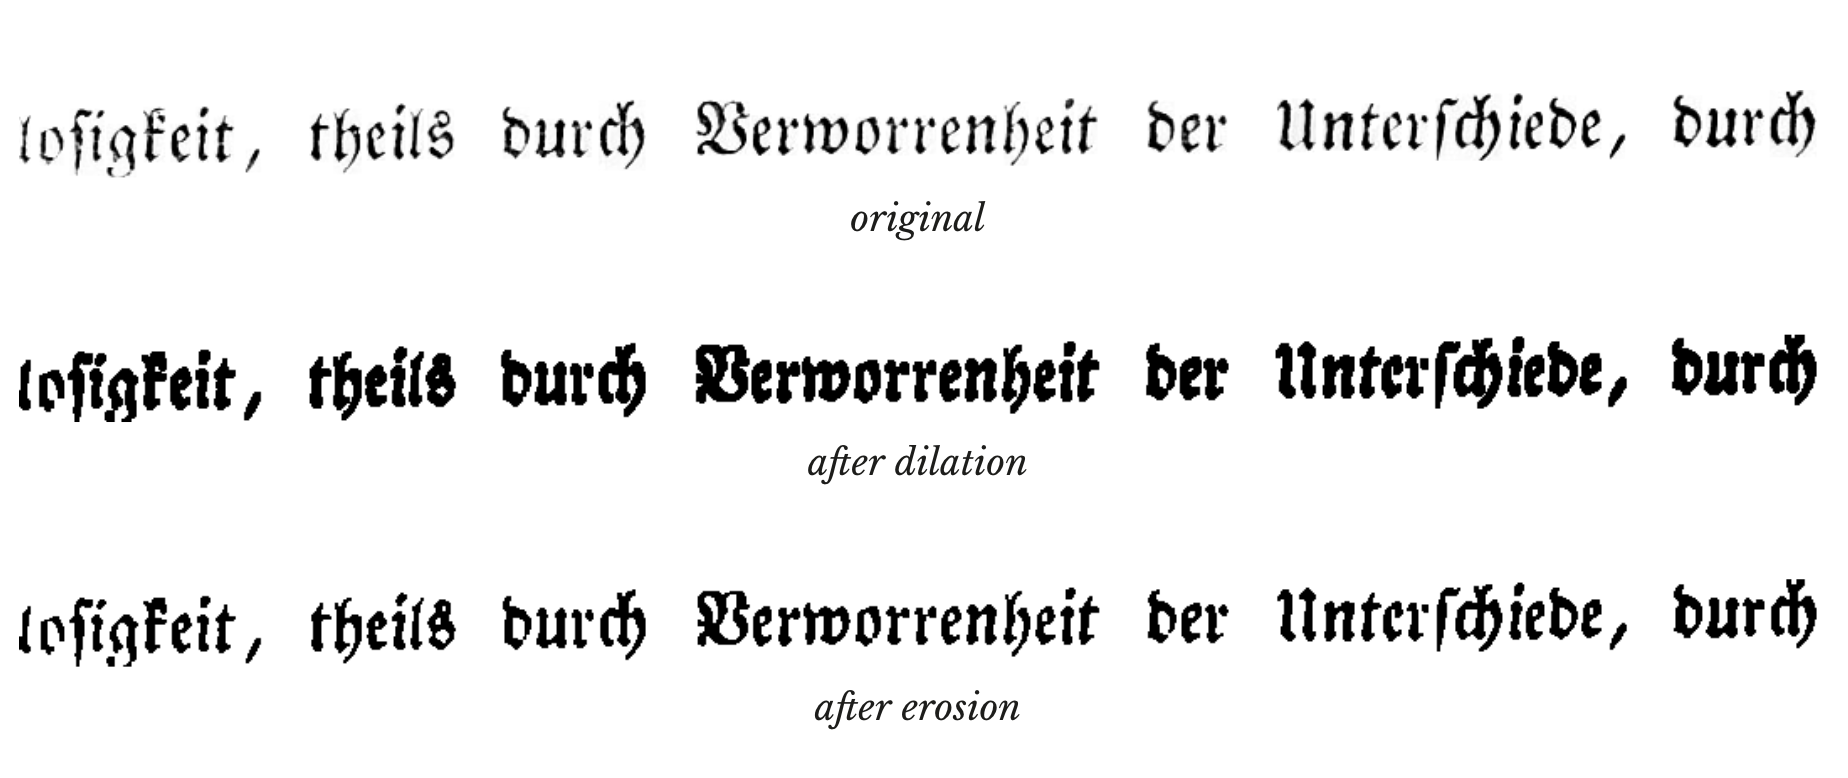 loſigkeit, theils durch Verworrenheit der Unterſchiede, durch
original
loſigkeit, theils durch Verworrenheit der Unterſchiede, durch
after dilation
loſigkeit, theils durch Verworrenheit der Unterſchiede, durch
after erosion